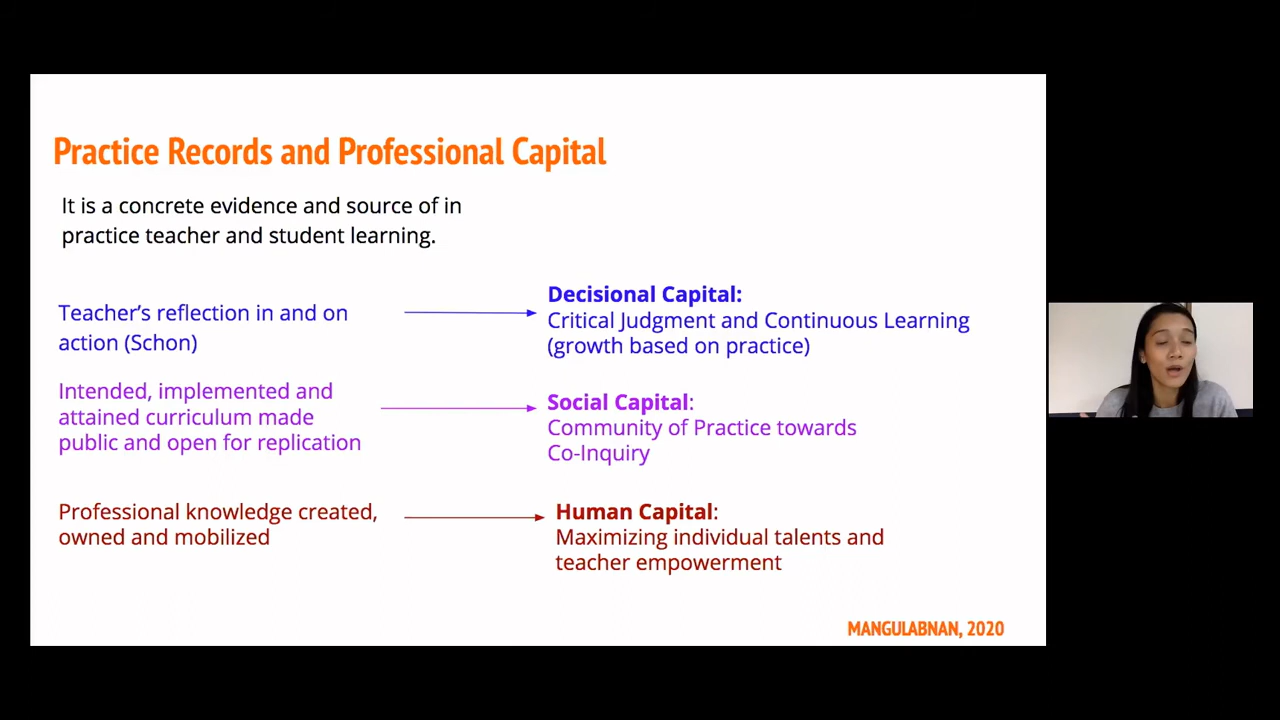 Practice Records and Professional Capital
It is a concrete evidence and source of in
practice teacher and student learning.
Teacher’s reflection in and on
action (Schon)
Decisional Capital:
Critical Judgment and Continuous Learning
(growth based on practice)
Intended, implemented and
attained curriculum made
public and open for replication
Social Capital:
Community of Practice towards
Co-Inquiry
Professional knowledge created,
owned and mobilized
Human Capital:
Maximizing individual talents and
teacher empowerment
MANGULABNAN, 2020